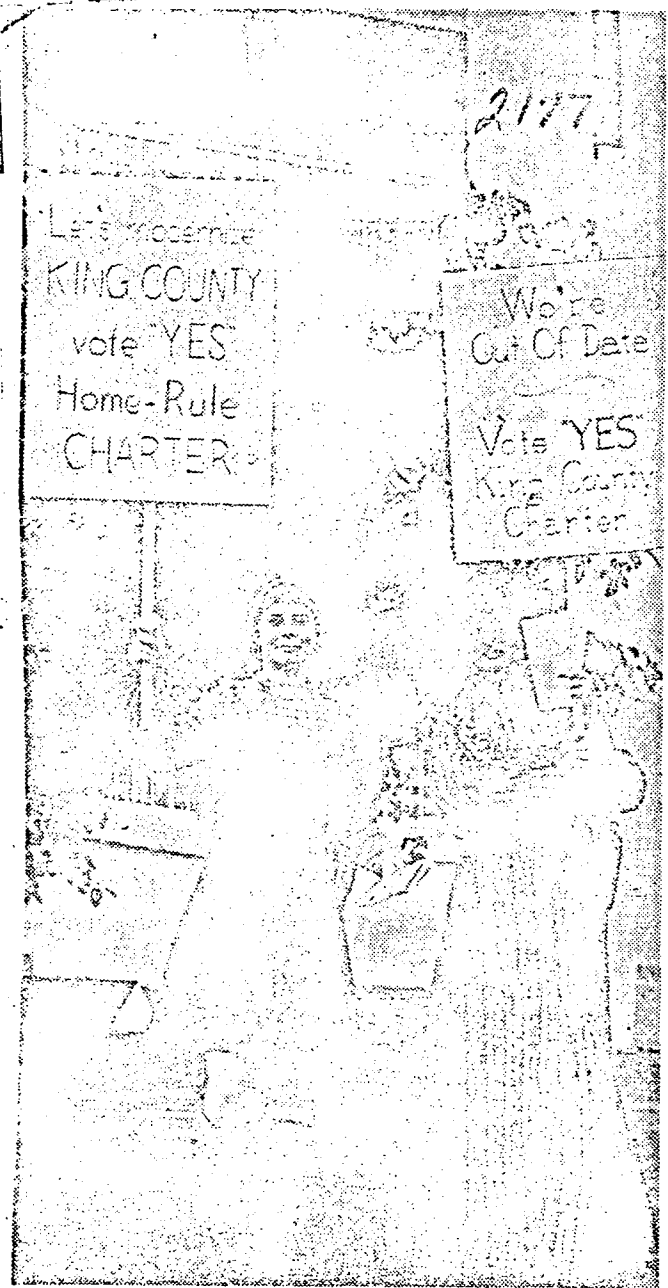 2177
Let's Modernize
KING COUNTY
vote "YES"
Home-Rule
CHARTER
We're
Out Of Date
Vote "YES"
King County
Charter